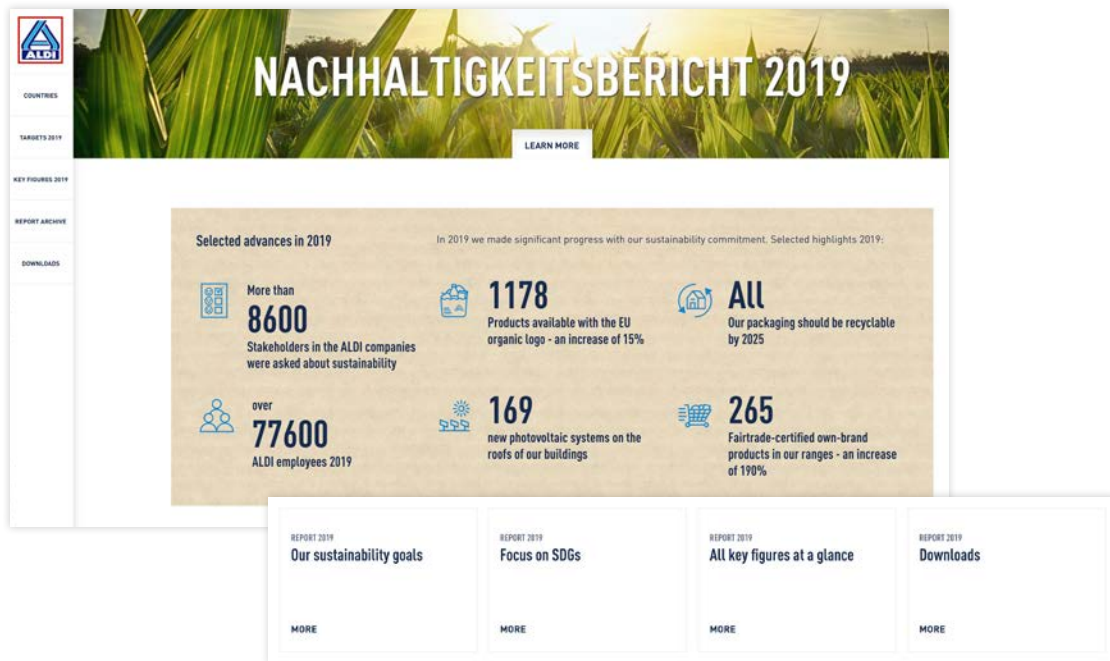 ALDI
COUNTRIES
TARGETS 2019
KEY FIGURES 2019
REPORT ARCHIVE
DOWNLOADS
NACHHALTIGKEITSBERICHT 2019
LEARN MORE
Selected advances in 2019
In 2019 we made significant progress with our sustainability commitment. Selected highlights 2019:
More than
8600
Stakeholders in the ALDI companies
were asked about sustainability
1178
Products available with the EU
organic logo - an increase of 15%
All
Our packaging should be recyclable
by 2025
over
77600
ALDI employees 2019
169
new photovoltaic systems on the
roofs of our buildings
265
Fairtrade-certified own-brand
products in our ranges - an increase
of 190%
REPORT 2019
Our sustainability goals
MORE
REPORT 2019
Focus on SDGs
MORE
REPORT 2019
All key figures at a glance
MORE
REPORT 2019
Downloads
MORE